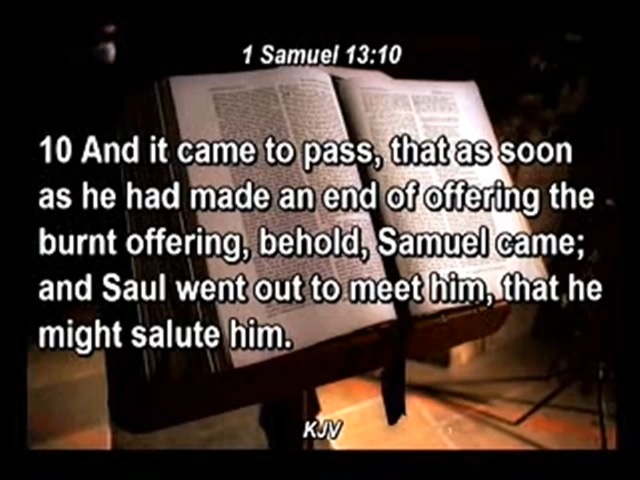 1 Samuel 13:10
10 And it came to pass, that as soon
as he had made an end of offering the
burnt offering, behold, Samuel came;
and Saul went out to meet him, that he
might salute him.
KJV